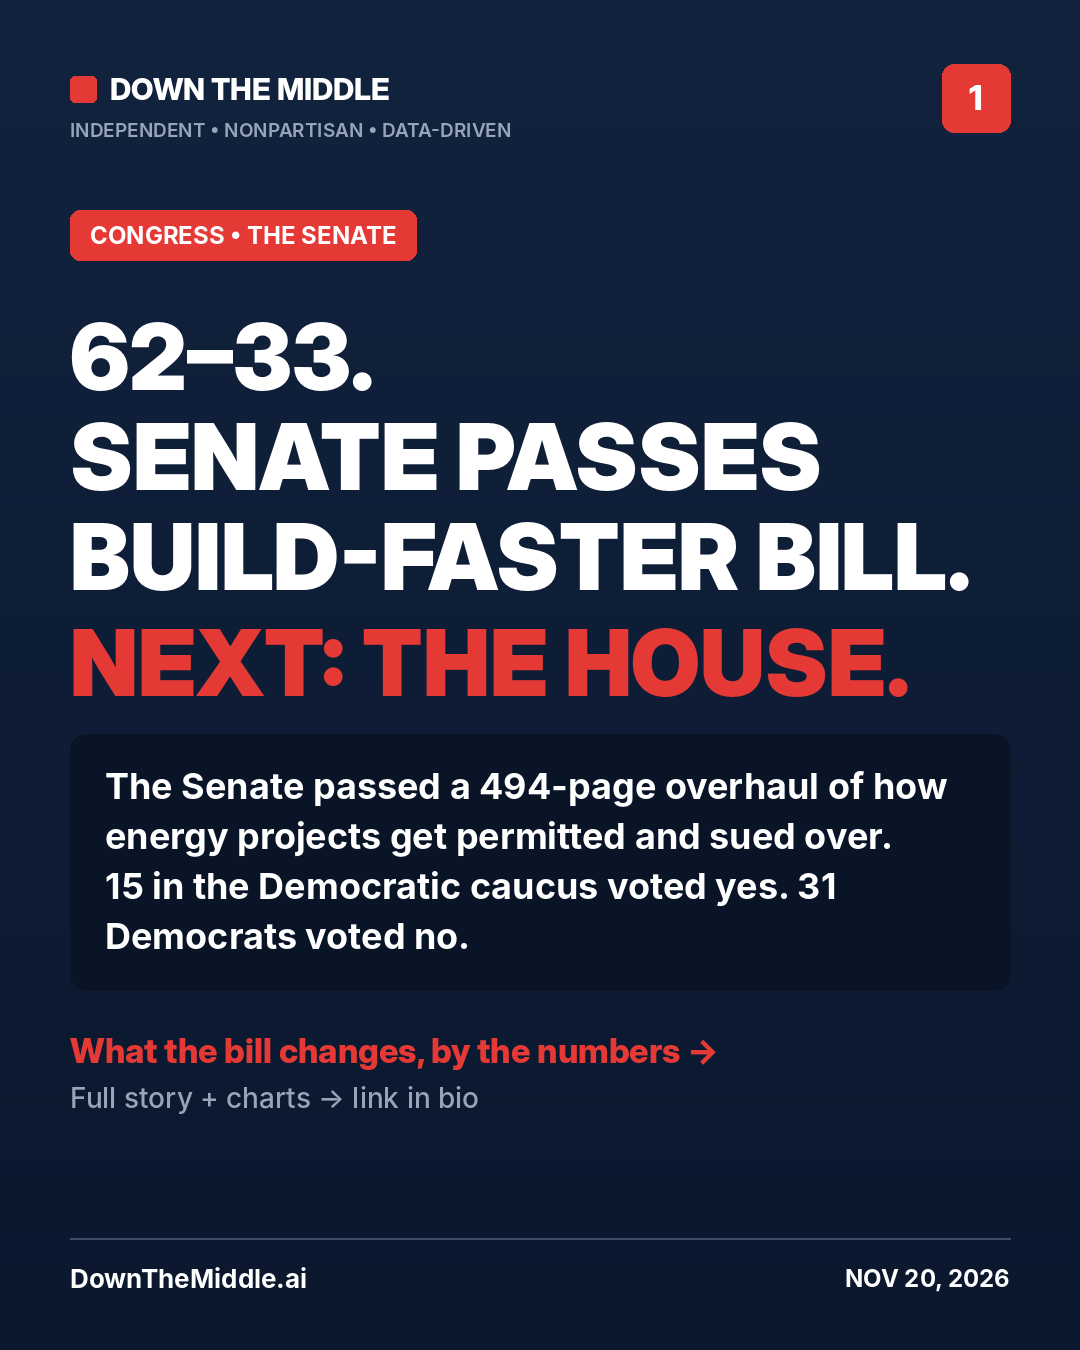 DOWN THE MIDDLE
1
INDEPENDENT • NONPARTISAN • DATA-DRIVEN
CONGRESS • THE SENATE
62–33.
SENATE PASSES
BUILD-FASTER BILL.
NEXT: THE HOUSE.
The Senate passed a 494-page overhaul of how
energy projects get permitted and sued over.
15 in the Democratic caucus voted yes. 31
Democrats voted no.
What the bill changes, by the numbers →
Full story + charts → link in bio
DownTheMiddle.ai
NOV 20, 2026